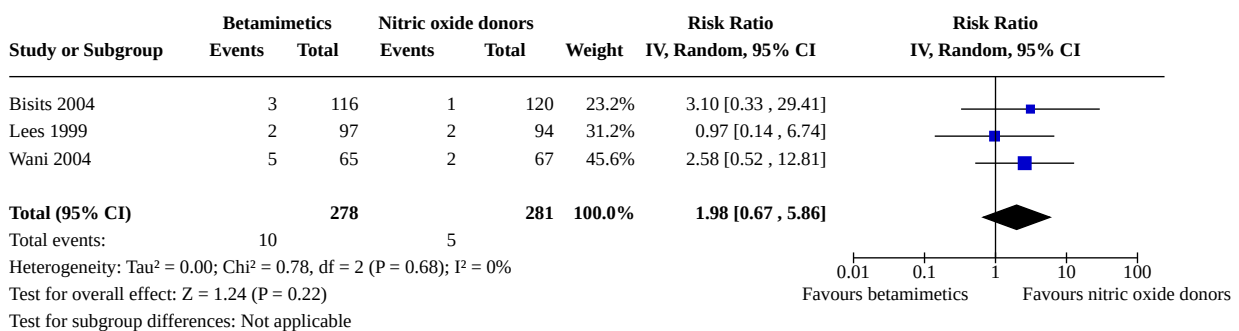 Betamimetics Nitric oxide donors Risk Ratio Risk Ratio
Study or Subgroup Events Total Events Total Weight IV, Random, 95% CI IV, Random, 95% CI
Bisits 2004 3 116 1 120 23.2% 3.10 [0.33 , 29.41]
Lees 1999 2 97 2 94 31.2% 0.97 [0.14 , 6.74]
Wani 2004 5 65 2 67 45.6% 2.58 [0.52 , 12.81]
Total (95% CI) 278 281 100.0% 1.98 [0.67 , 5.86]
Total events: 10 5
Heterogeneity: Tau² = 0.00; Chi² = 0.78, df = 2 (P = 0.68); I² = 0%
0.01 0.1 1 10 100
Test for overall effect: Z = 1.24 (P = 0.22) Favours betamimetics Favours nitric oxide donors
Test for subgroup differences: Not applicable